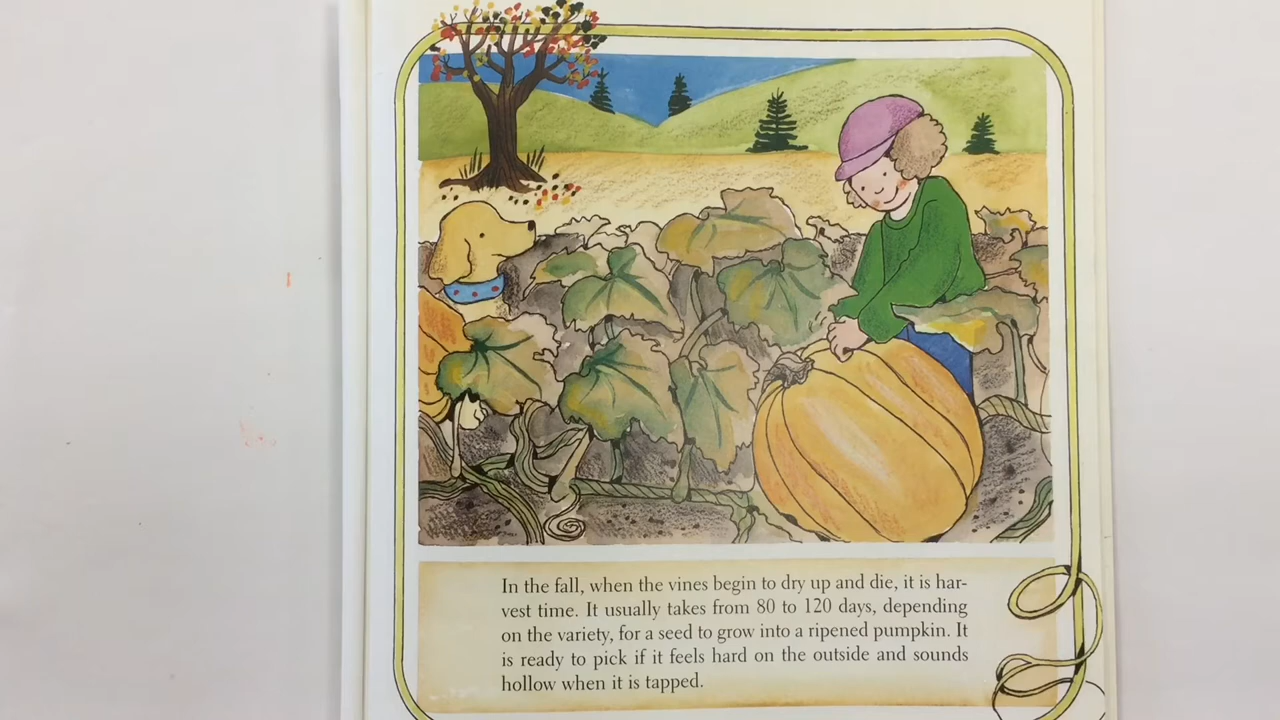 In the fall, when the vines begin to dry up and die, it is har-
vest time. It usually takes from 80 to 120 days, depending
on the variety, for a seed to grow into a ripened pumpkin. It
is ready to pick if it feels hard on the outside and sounds
hollow when it is tapped.